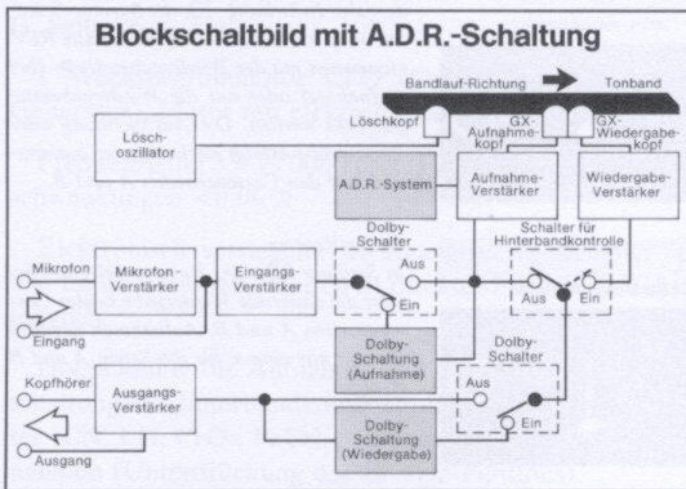 Blockschaltbild mit A.D.R.-Schaltung
Bandlauf-Richtung
Tonband
Löschkopf
GX-
Aufnahme-
kopf
GX-
Wiedergabe-
kopf
Lösch-
oszillator
A.D.R.-System
Aufnahme-
Verstärker
Wiedergabe-
Verstärker
Dolby-
Schalter
Schalter für
Hinterbandkontrolle
Mikrofon
Mikrofon-
Verstärker
Eingangs-
Verstärker
Aus
Ein
Aus
Ein
Eingang
Kopfhörer
Ausgangs-
Verstärker
Dolby-
Schaltung
(Aufnahme)
Dolby-
Schalter
Aus
Ein
Dolby-
Schaltung
(Wiedergabe)
Ausgang